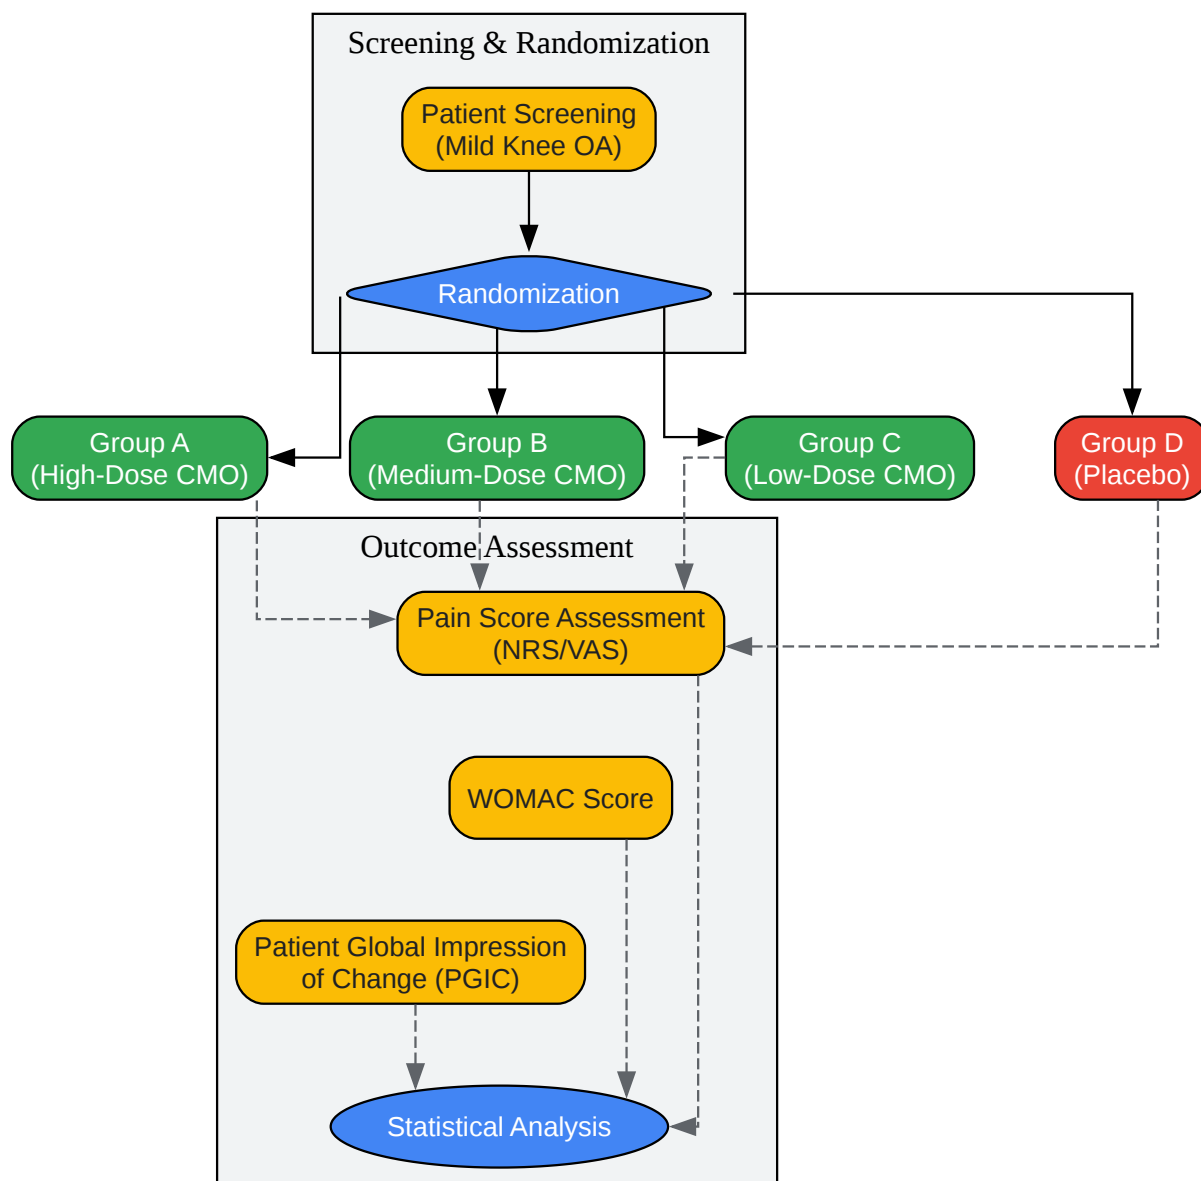 Screening & Randomization
Patient Screening
(Mild Knee OA)
Randomization
Group A
(High-Dose CMO)
Group B
(Medium-Dose CMO)
Group C
(Low-Dose CMO)
Group D
(Placebo)
Outcome Assessment
Pain Score Assessment
(NRS/VAS)
WOMAC Score
Patient Global Impression
of Change (PGIC)
Statistical Analysis